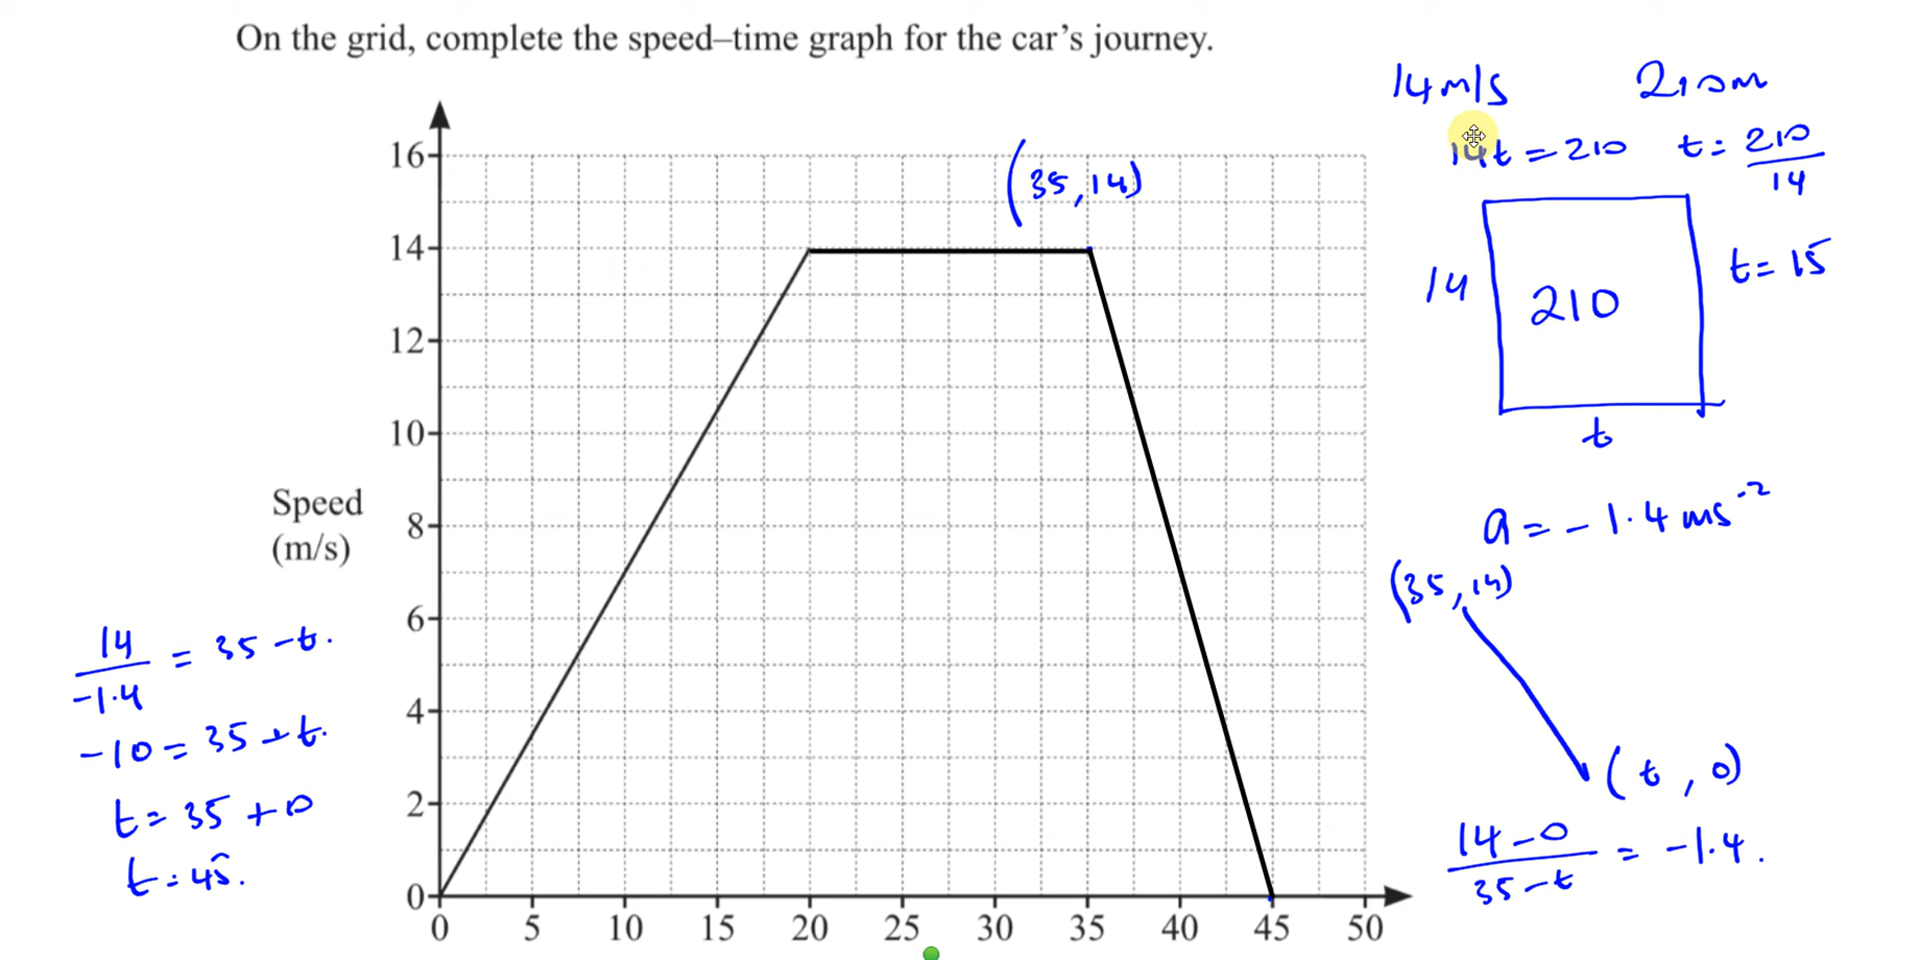 On the grid, complete the speed–time graph for the car's journey.
14 m/s 210m
14t = 210 t = 210/14
(35, 14)
16
14
12
10
8
6
4
2
0
Speed
(m/s)
0 5 10 15 20 25 30 35 40 45 50
14
210
t
t = 15
a = -1.4 ms⁻²
(35, 14)
(t, 0)
14 - 0 / 35 - t = -1.4.
14 / -1.4 = 35 - t.
t = 35 + 10
t = 45.